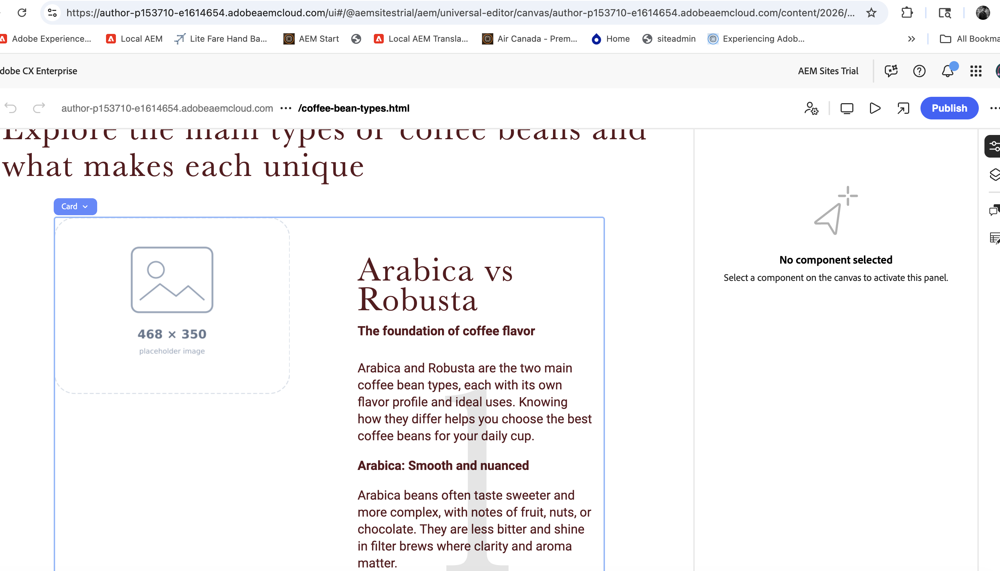 https://author-p153710-e1614654.adobeaemcloud.com/ui#/@aemsitestrial/aem/universal-editor/canvas/author-p153710-e1614654.adobeaemcloud.com/content/2026/...
Adobe Experience... Local AEM Lite Fare Hand Ba... AEM Start Local AEM Transla... Air Canada - Prem... Home siteadmin Experiencing Adob... » All Bookma
dobe CX Enterprise AEM Sites Trial
author-p153710-e1614654.adobeaemcloud.com ••• /coffee-bean-types.html Publish
Explore the main types of coffee beans and
what makes each unique
Card
468 × 350
placeholder image
Arabica vs
Robusta
The foundation of coffee flavor
Arabica and Robusta are the two main
coffee bean types, each with its own
flavor profile and ideal uses. Knowing
how they differ helps you choose the best
coffee beans for your daily cup.
Arabica: Smooth and nuanced
Arabica beans often taste sweeter and
more complex, with notes of fruit, nuts, or
chocolate. They are less bitter and shine
in filter brews where clarity and aroma
matter.
1
No component selected
Select a component on the canvas to activate this panel.